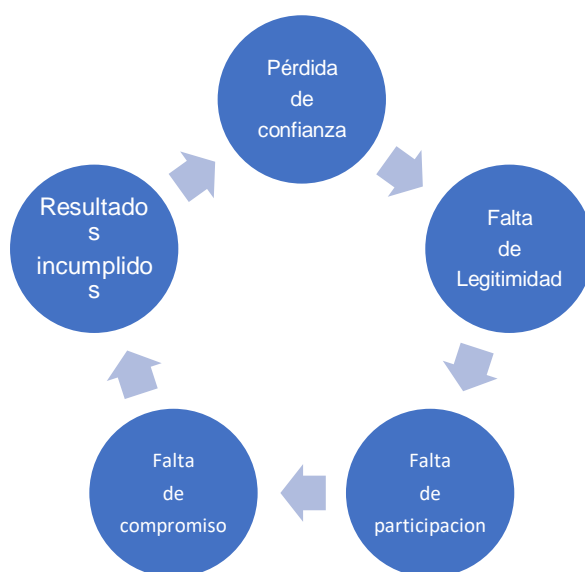 Pérdida
de
confianza
Falta
de
Legitimidad
Falta
de
participacion
Falta
de
compromiso
Resultado
s
incumplido
s